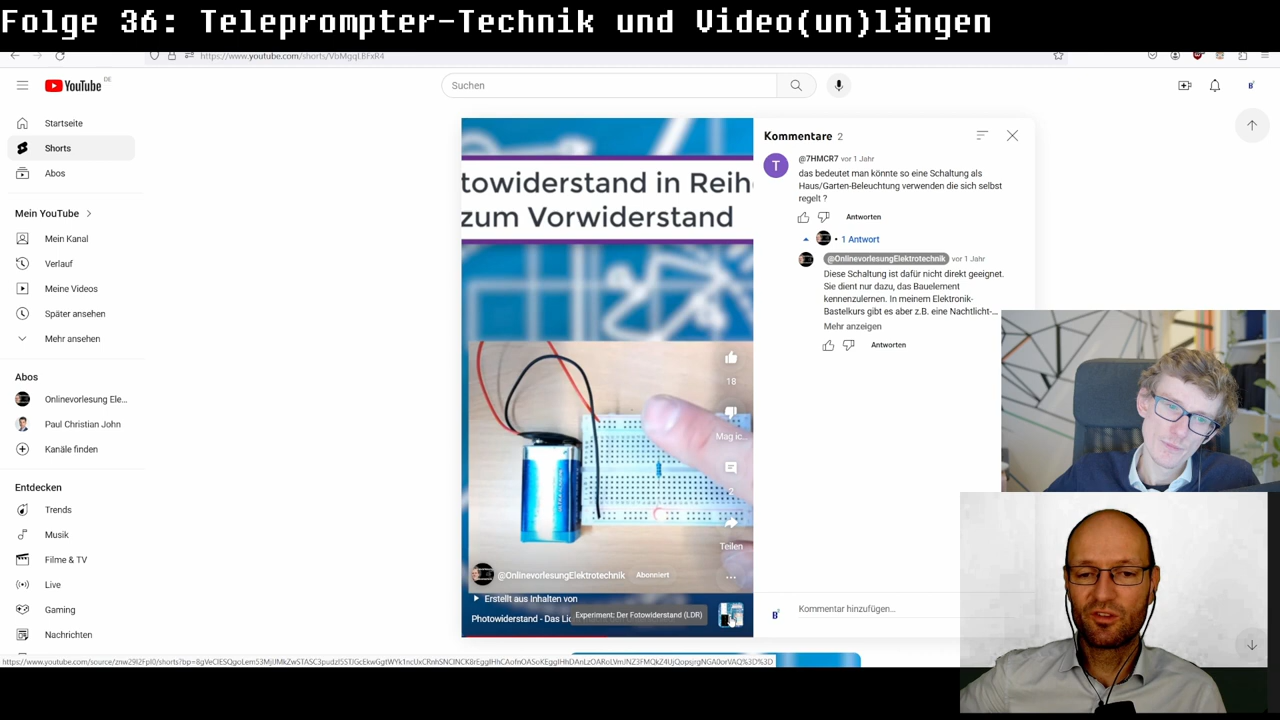 Folge 36: Teleprompter-Technik und Video(un)längen
YouTube DE
Suchen
Startseite
Shorts
Abos
Mein YouTube
Mein Kanal
Verlauf
Meine Videos
Später ansehen
Mehr ansehen
Abos
Onlinevorlesung Ele...
Paul Christian John
Kanäle finden
Entdecken
Trends
Musik
Filme & TV
Live
Gaming
Nachrichten
towiderstand in Reih
zum Vorwiderstand
18
Mag ic...
2
Teilen
@OnlinevorlesungElektrotechnik Abonniert
Erstellt aus Inhalten von
Photowiderstand - Das Lic
Experiment: Der Fotowiderstand (LDR)
Kommentare 2
T
@7HMCR7 vor 1 Jahr
das bedeutet man könnte so eine Schaltung als
Haus/Garten-Beleuchtung verwenden die sich selbst
regelt ?
Antworten
1 Antwort
@OnlinevorlesungElektrotechnik vor 1 Jahr
Diese Schaltung ist dafür nicht direkt geeignet.
Sie dient nur dazu, das Bauelement
kennenzulernen. In meinem Elektronik-
Bastelkurs gibt es aber z.B. eine Nachtlicht-...
Mehr anzeigen
Antworten
Kommentar hinzufügen...